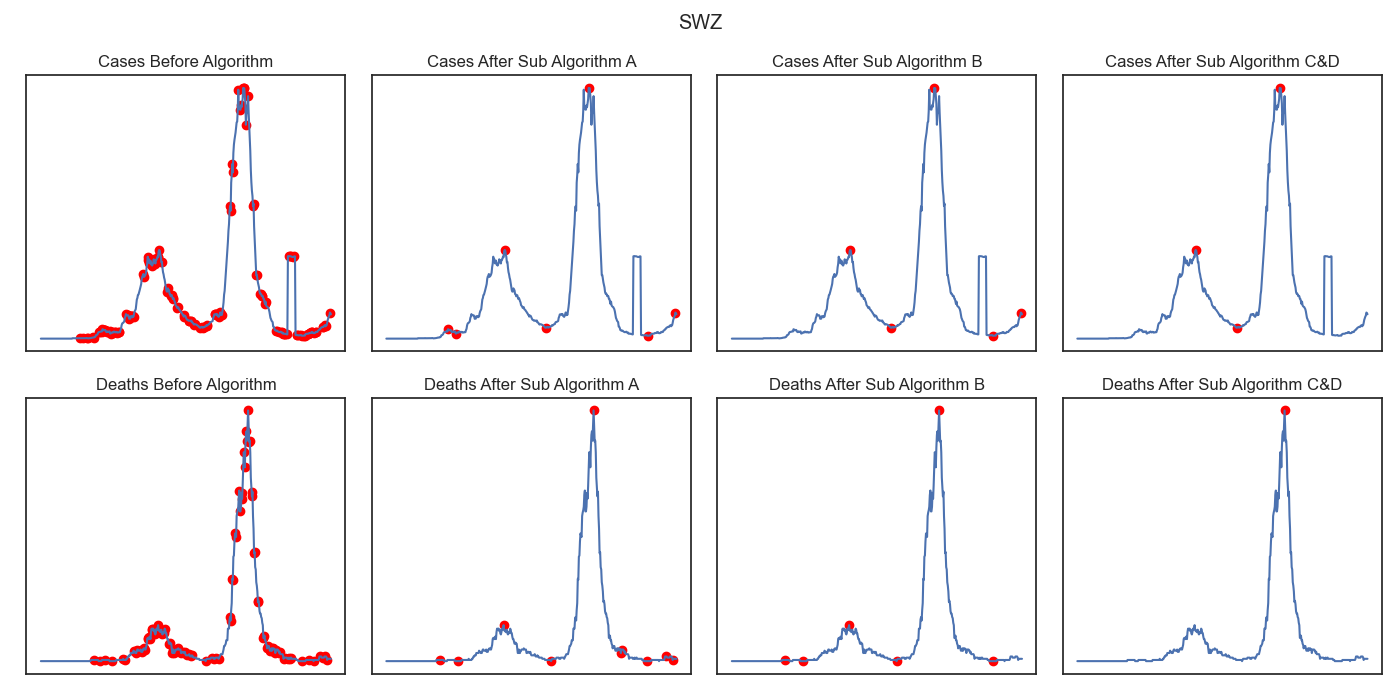 SWZ
Cases Before Algorithm
Cases After Sub Algorithm A
Cases After Sub Algorithm B
Cases After Sub Algorithm C&D
Deaths Before Algorithm
Deaths After Sub Algorithm A
Deaths After Sub Algorithm B
Deaths After Sub Algorithm C&D